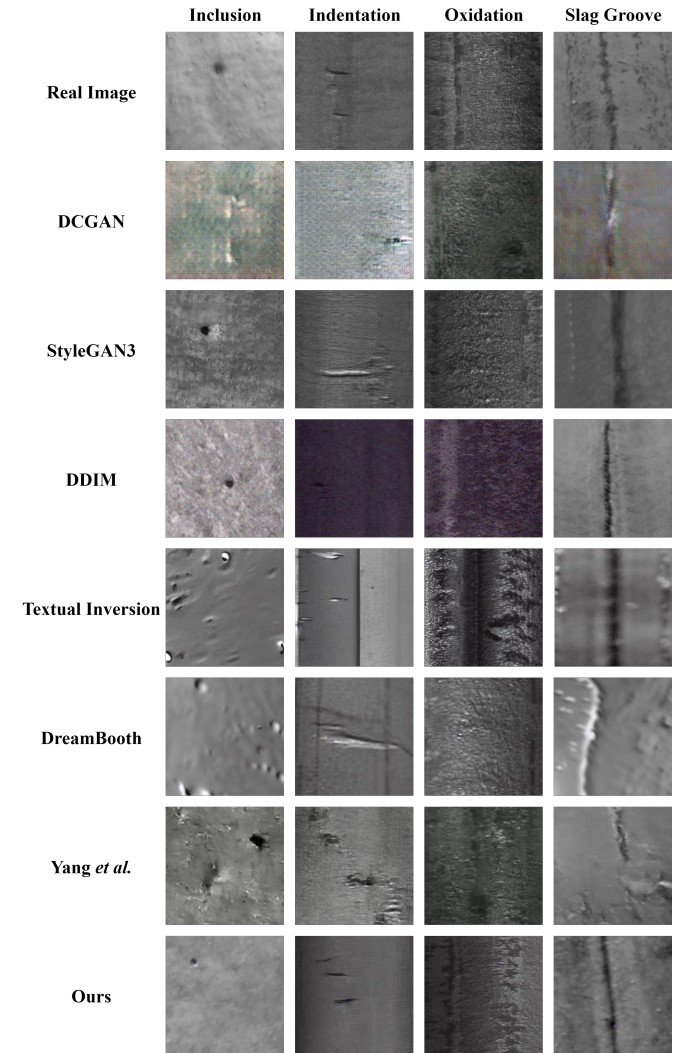 Inclusion Indentation Oxidation Slag Groove
Real Image
DCGAN
StyleGAN3
DDIM
Textual Inversion
DreamBooth
Yang et al.
Ours